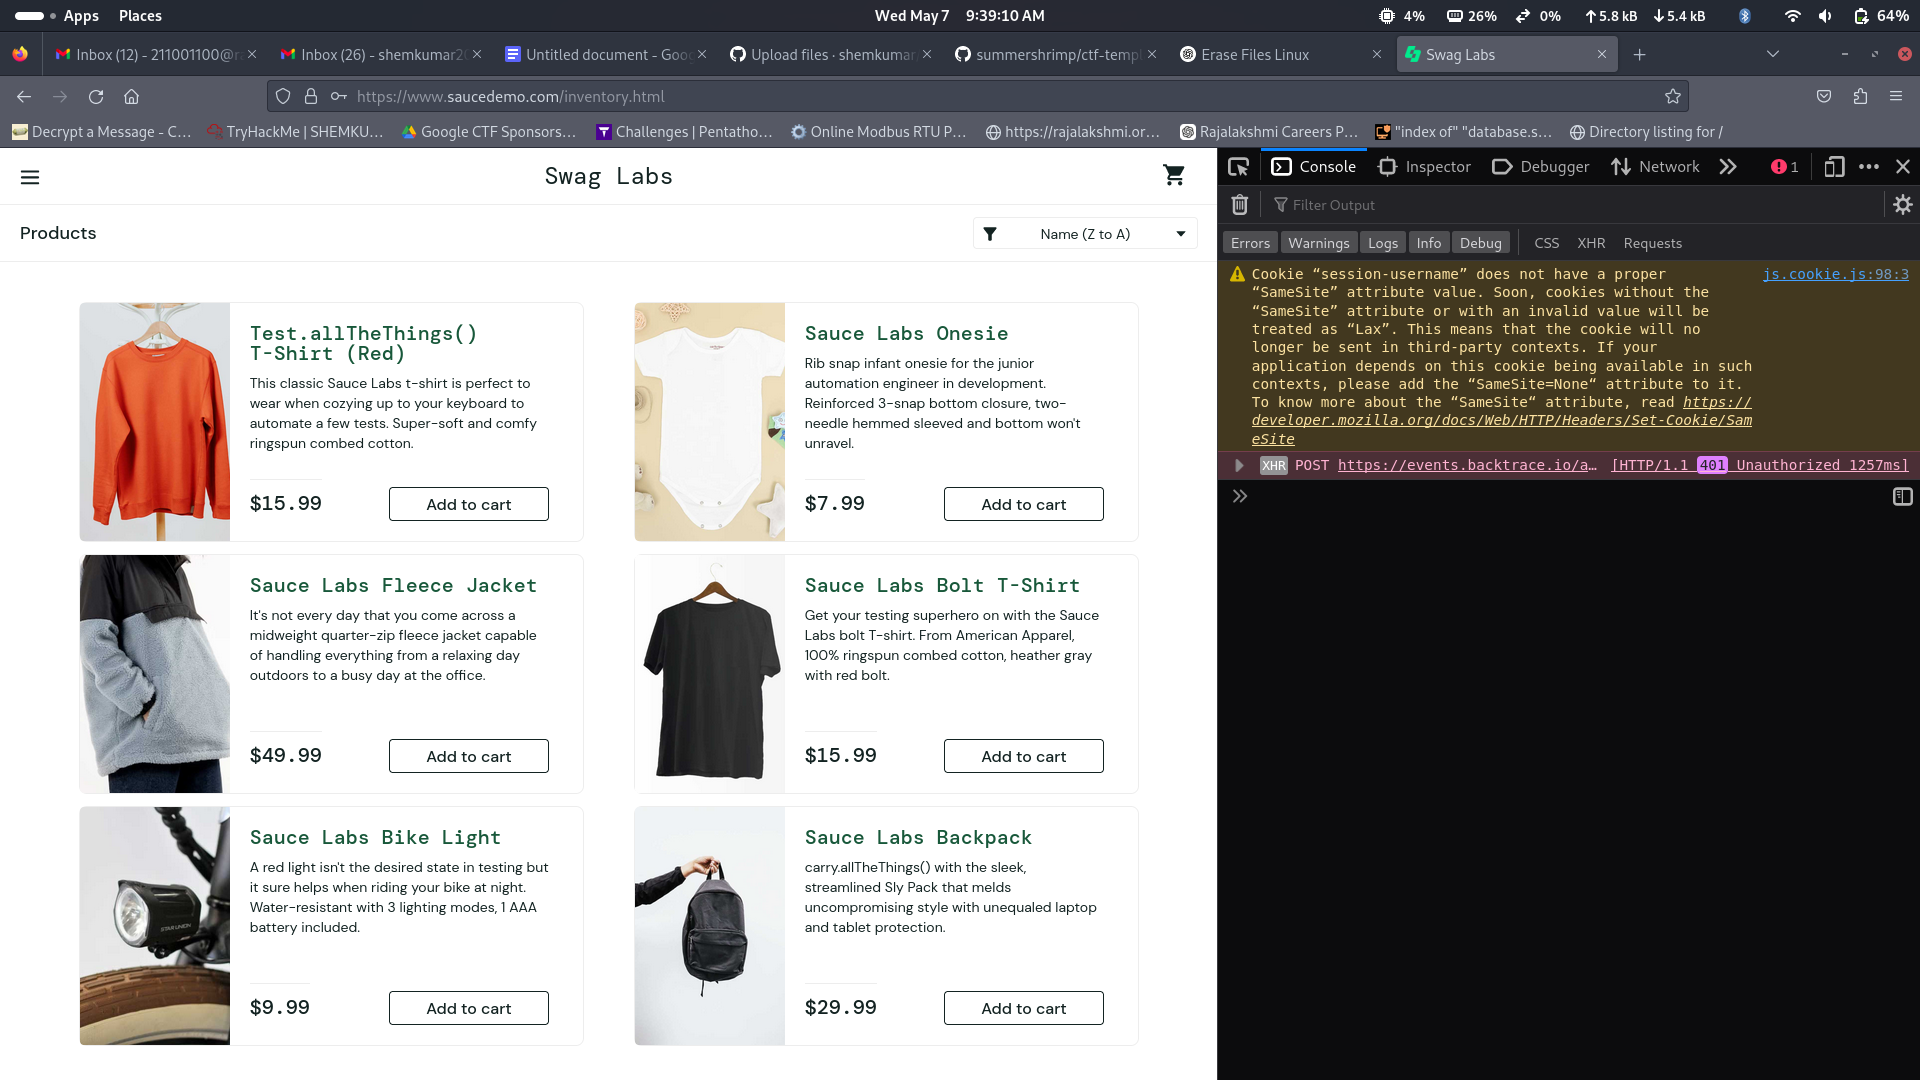 Apps Places Wed May 7 9:39:10 AM 4% 26% 0% 5.8 kB 5.4 kB 64%
Inbox (12) - 211001100@r Inbox (26) - shemkumar2 Untitled document - Goog Upload files · shemkumar summershrimp/ctf-templ Erase Files Linux Swag Labs
https://www.saucedemo.com/inventory.html
Decrypt a Message - C… TryHackMe | SHEMKU… Google CTF Sponsors… Challenges | Pentatho… Online Modbus RTU P… https://rajalakshmi.or… Rajalakshmi Careers P… "index of" "database.s… Directory listing for /
Swag Labs
Products
Name (Z to A)
Test.allTheThings()
T-Shirt (Red)
This classic Sauce Labs t-shirt is perfect to
wear when cozying up to your keyboard to
automate a few tests. Super-soft and comfy
ringspun combed cotton.
$15.99 Add to cart
Sauce Labs Onesie
Rib snap infant onesie for the junior
automation engineer in development.
Reinforced 3-snap bottom closure, two-
needle hemmed sleeved and bottom won't
unravel.
$7.99 Add to cart
Sauce Labs Fleece Jacket
It's not every day that you come across a
midweight quarter-zip fleece jacket capable
of handling everything from a relaxing day
outdoors to a busy day at the office.
$49.99 Add to cart
Sauce Labs Bolt T-Shirt
Get your testing superhero on with the Sauce
Labs bolt T-shirt. From American Apparel,
100% ringspun combed cotton, heather gray
with red bolt.
$15.99 Add to cart
STAR UNION
Sauce Labs Bike Light
A red light isn't the desired state in testing but
it sure helps when riding your bike at night.
Water-resistant with 3 lighting modes, 1 AAA
battery included.
$9.99 Add to cart
Sauce Labs Backpack
carry.allTheThings() with the sleek,
streamlined Sly Pack that melds
uncompromising style with unequaled laptop
and tablet protection.
$29.99 Add to cart
Console Inspector Debugger Network 1
Filter Output
Errors Warnings Logs Info Debug CSS XHR Requests
Cookie “session-username” does not have a proper js.cookie.js:98:3
“SameSite” attribute value. Soon, cookies without the
“SameSite” attribute or with an invalid value will be
treated as “Lax”. This means that the cookie will no
longer be sent in third-party contexts. If your
application depends on this cookie being available in such
contexts, please add the “SameSite=None“ attribute to it.
To know more about the “SameSite“ attribute, read https://
developer.mozilla.org/docs/Web/HTTP/Headers/Set-Cookie/Sam
eSite
XHR POST https://events.backtrace.io/a… [HTTP/1.1 401 Unauthorized 1257ms]